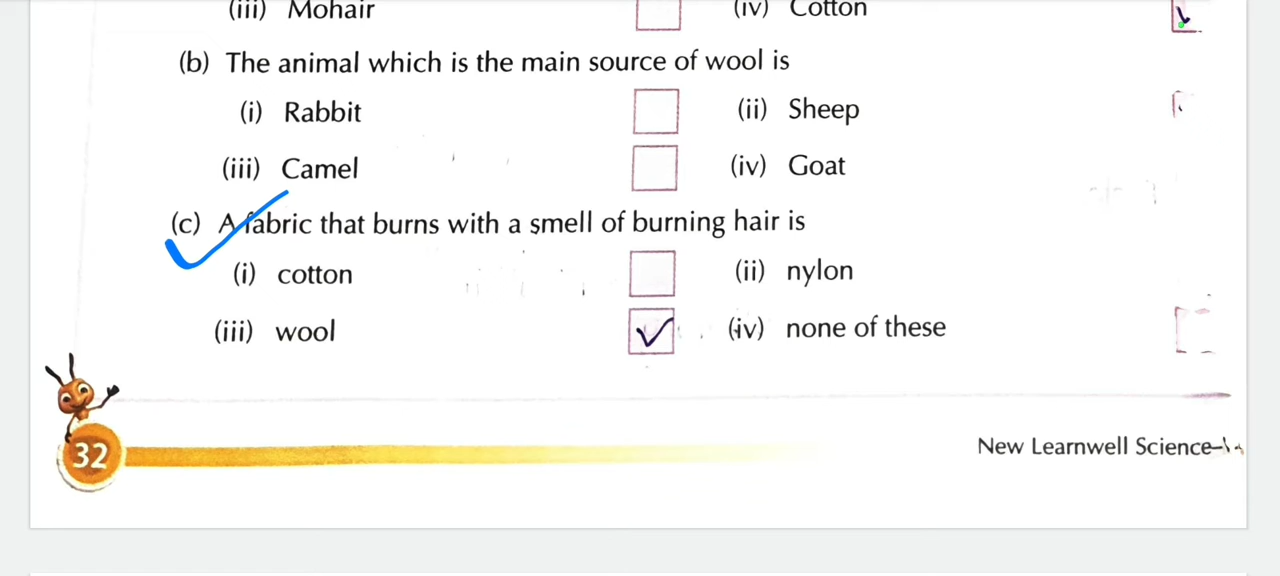 (iii) Mohair (iv) Cotton
(b) The animal which is the main source of wool is
(i) Rabbit (ii) Sheep
(iii) Camel (iv) Goat
(c) A fabric that burns with a smell of burning hair is
(i) cotton (ii) nylon
(iii) wool (iv) none of these
32
New Learnwell Science-